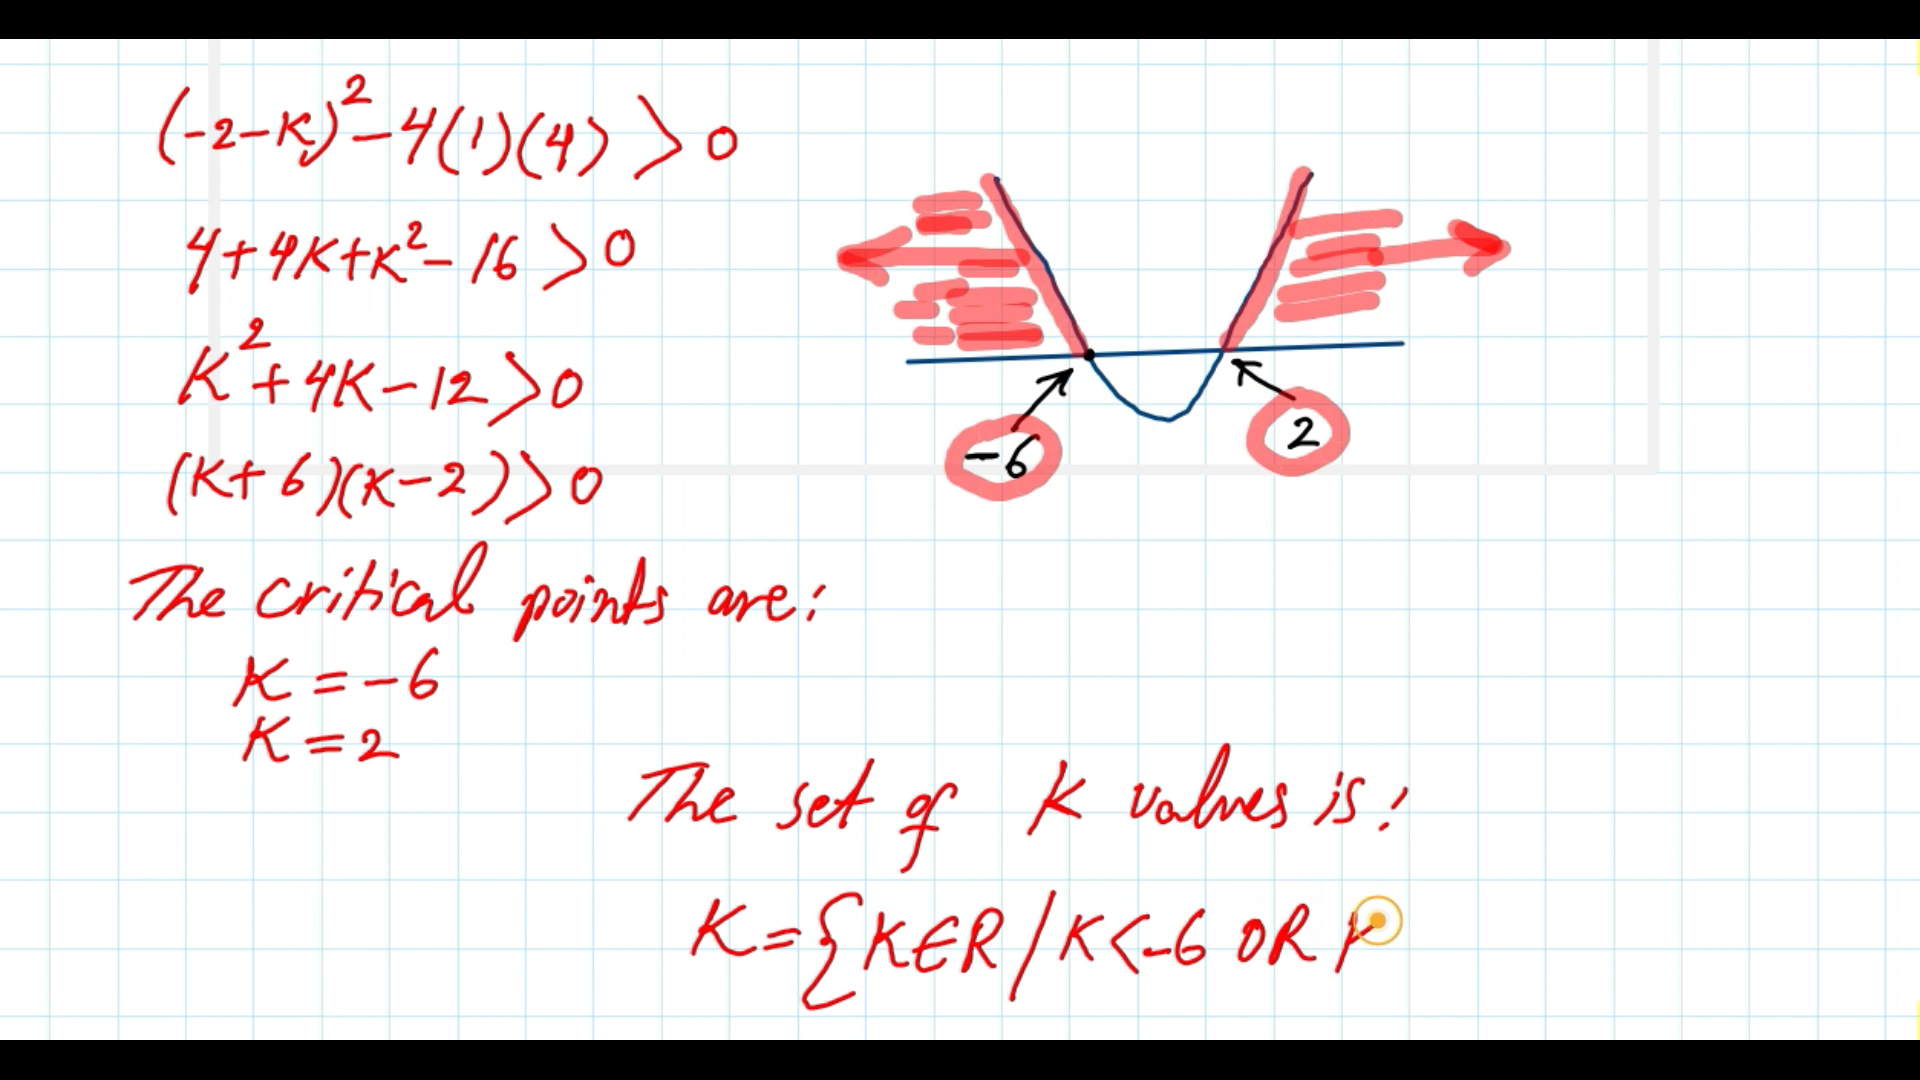 (-2-K)² - 4(1)(4) > 0
4+4K+K²-16 > 0
K²+4K-12 > 0
(K+6)(K-2) > 0
-6
2
The critical points are:
K = -6
K = 2
The set of K values is:
K = {K∈R / K<-6 OR